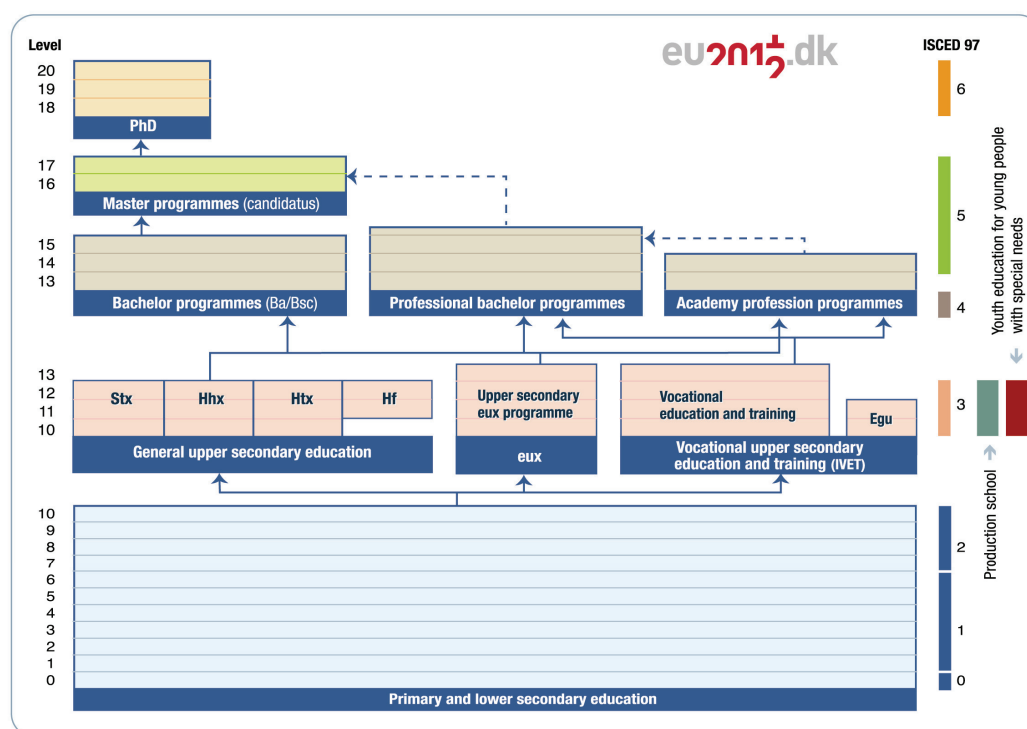 Level
eu2012.dk
ISCED 97
20
19
18
PhD
6
17
16
Master programmes (candidatus)
5
15
14
13
Bachelor programmes (Ba/Bsc)
Professional bachelor programmes
Academy profession programmes
4
Youth education for young people
with special needs
13
12
11
10
Stx
Hhx
Htx
Hf
General upper secondary education
Upper secondary
eux programme
eux
Vocational
education and training
Egu
Vocational upper secondary
education and training (IVET)
3
Production school
10
9
8
7
6
5
4
3
2
1
0
2
1
0
Primary and lower secondary education